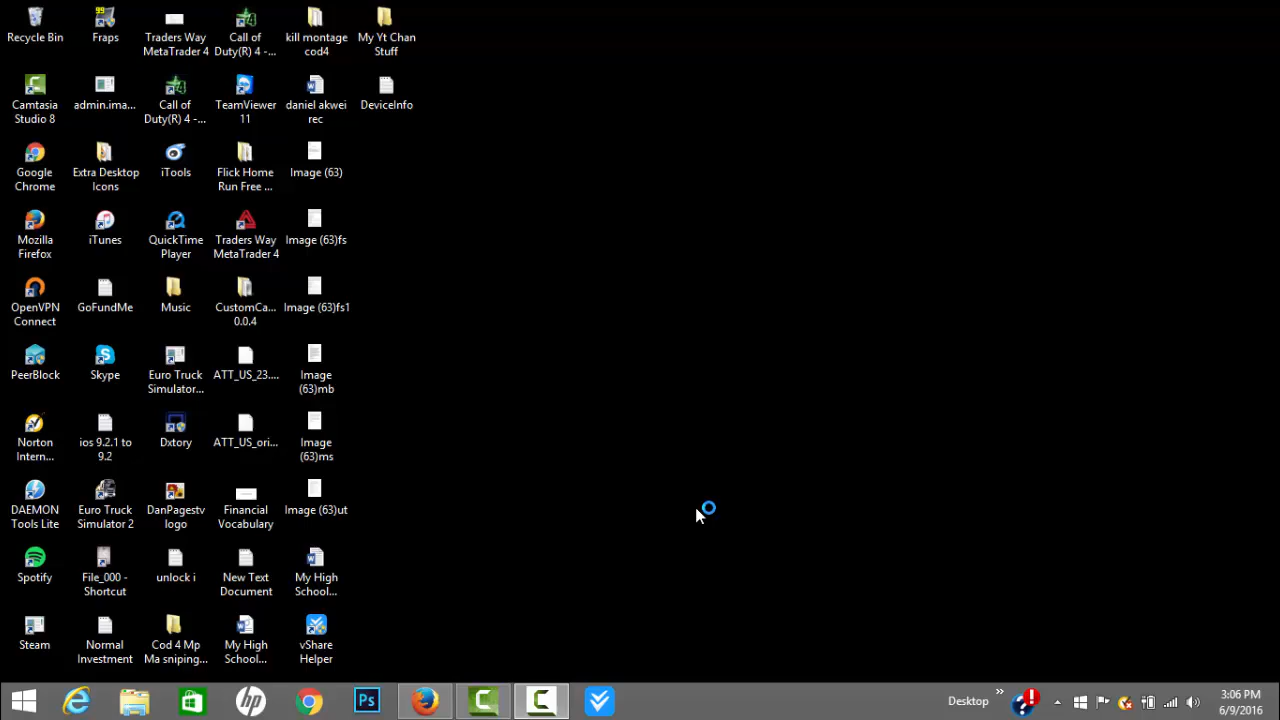 Recycle Bin
99
Fraps
Traders Way
MetaTrader 4
Call of
Duty(R) 4 -...
kill montage
cod4
My Yt Chan
Stuff
Camtasia
Studio 8
admin.ima...
Call of
Duty(R) 4 -...
TeamViewer
11
daniel akwei
rec
DeviceInfo
Google
Chrome
Extra Desktop
Icons
iTools
Flick Home
Run Free ...
Image (63)
Mozilla
Firefox
iTunes
QuickTime
Player
Traders Way
MetaTrader 4
Image (63)fs
OpenVPN
Connect
GoFundMe
Music
CustomCa...
0.0.4
Image (63)fs1
PeerBlock
Skype
Euro Truck
Simulator...
ATT_US_23....
Image
(63)mb
Norton
Intern...
ios 9.2.1 to
9.2
Dxtory
ATT_US_ori...
Image
(63)ms
DAEMON
Tools Lite
Euro Truck
Simulator 2
DanPagestv
logo
Financial
Vocabulary
Image (63)ut
Spotify
File_000 -
Shortcut
unlock i
New Text
Document
My High
School...
Steam
Normal
Investment
Cod 4 Mp
Ma sniping...
My High
School...
vShare
Helper
hp
Ps
Desktop
3:06 PM
6/9/2016